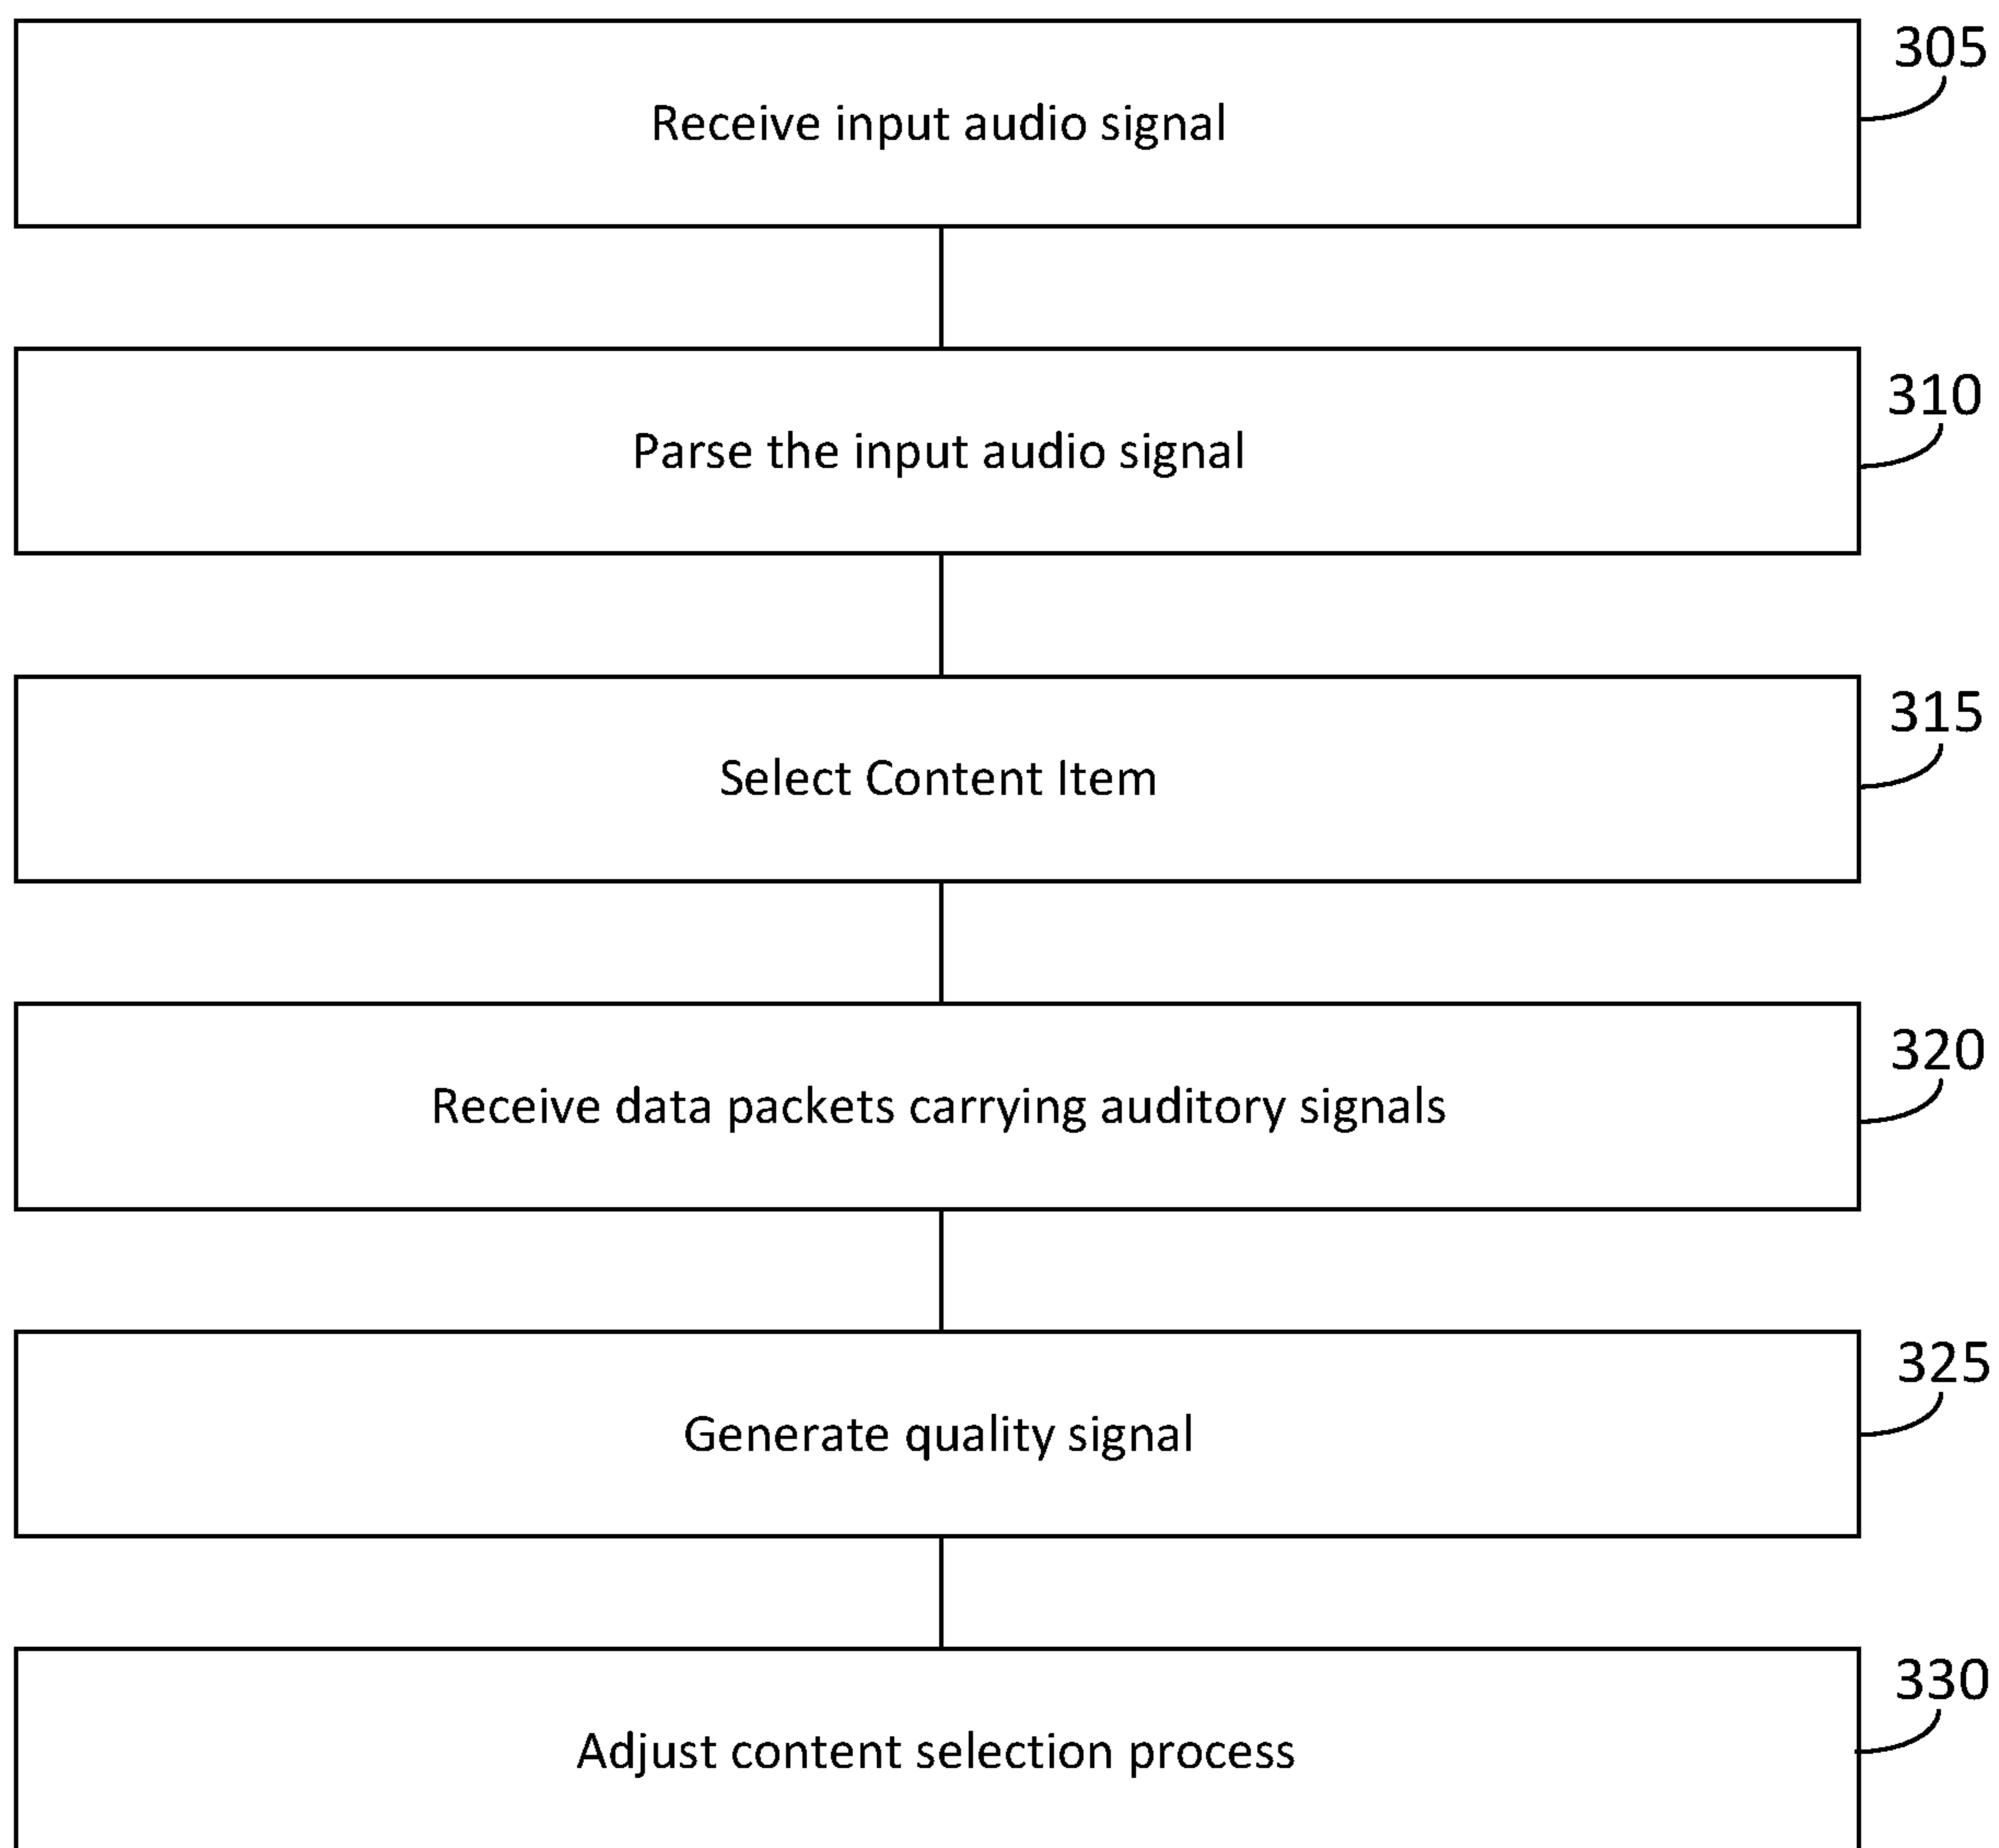 305
Receive input audio signal
310
Parse the input audio signal
315
Select Content Item
320
Receive data packets carrying auditory signals
325
Generate quality signal
330
Adjust content selection process